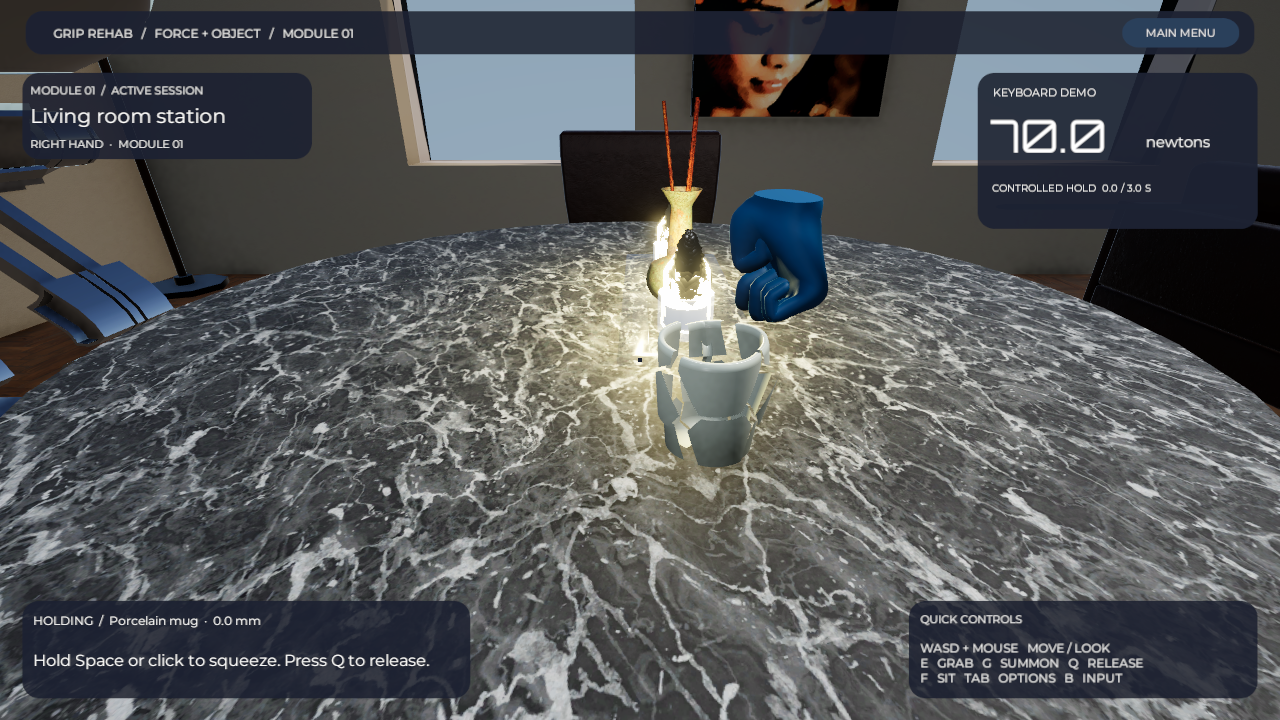 GRIP REHAB / FORCE + OBJECT / MODULE 01
MAIN MENU
MODULE 01 / ACTIVE SESSION
Living room station
RIGHT HAND · MODULE 01
KEYBOARD DEMO
70.0 newtons
CONTROLLED HOLD 0.0 / 3.0 S
HOLDING / Porcelain mug · 0.0 mm
Hold Space or click to squeeze. Press Q to release.
QUICK CONTROLS
WASD + MOUSE MOVE / LOOK
E GRAB G SUMMON Q RELEASE
F SIT TAB OPTIONS B INPUT